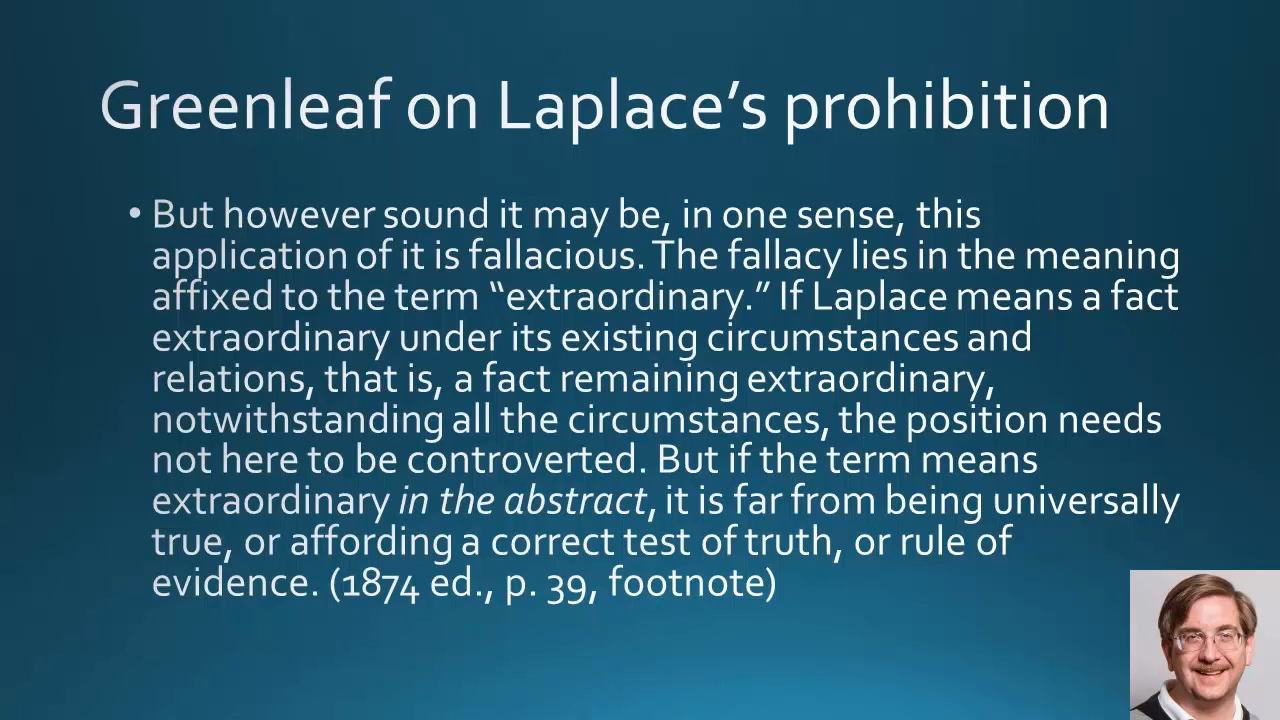 Greenleaf on Laplace’s prohibition
• But however sound it may be, in one sense, this
application of it is fallacious. The fallacy lies in the meaning
affixed to the term “extraordinary.” If Laplace means a fact
extraordinary under its existing circumstances and
relations, that is, a fact remaining extraordinary,
notwithstanding all the circumstances, the position needs
not here to be controverted. But if the term means
extraordinary in the abstract, it is far from being universally
true, or affording a correct test of truth, or rule of
evidence. (1874 ed., p. 39, footnote)